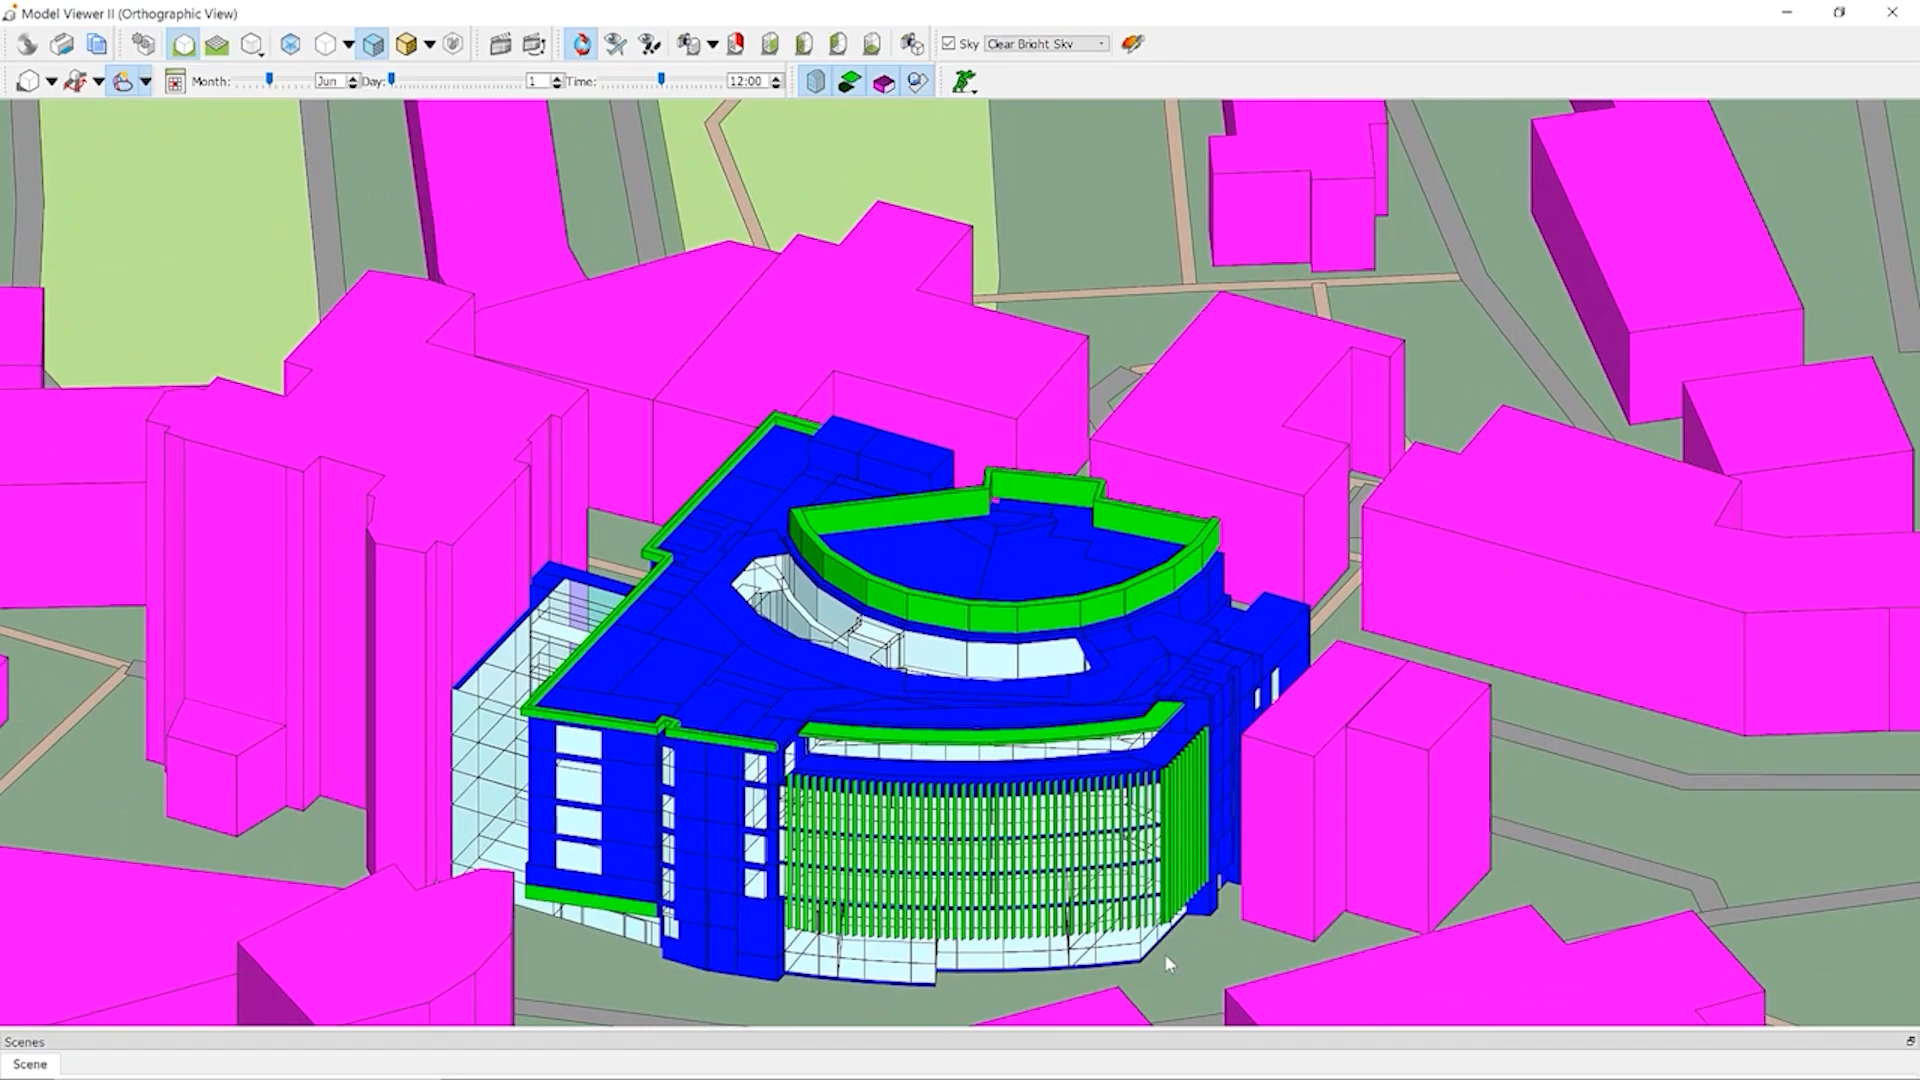 Model Viewer II (Orthographic View)
Sky Clear Bright Sky
Month: Jun Day: 1 Time: 12:00
Scenes
Scene